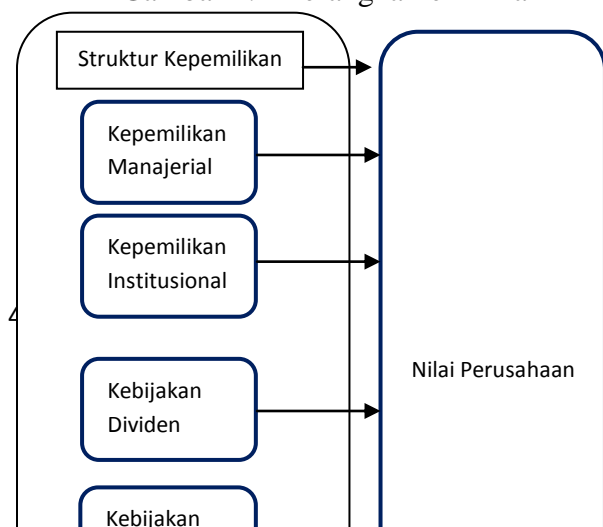 Struktur Kepemilikan
Kepemilikan
Manajerial
Kepemilikan
Institusional
Kebijakan
Dividen
Nilai Perusahaan
Kebijakan